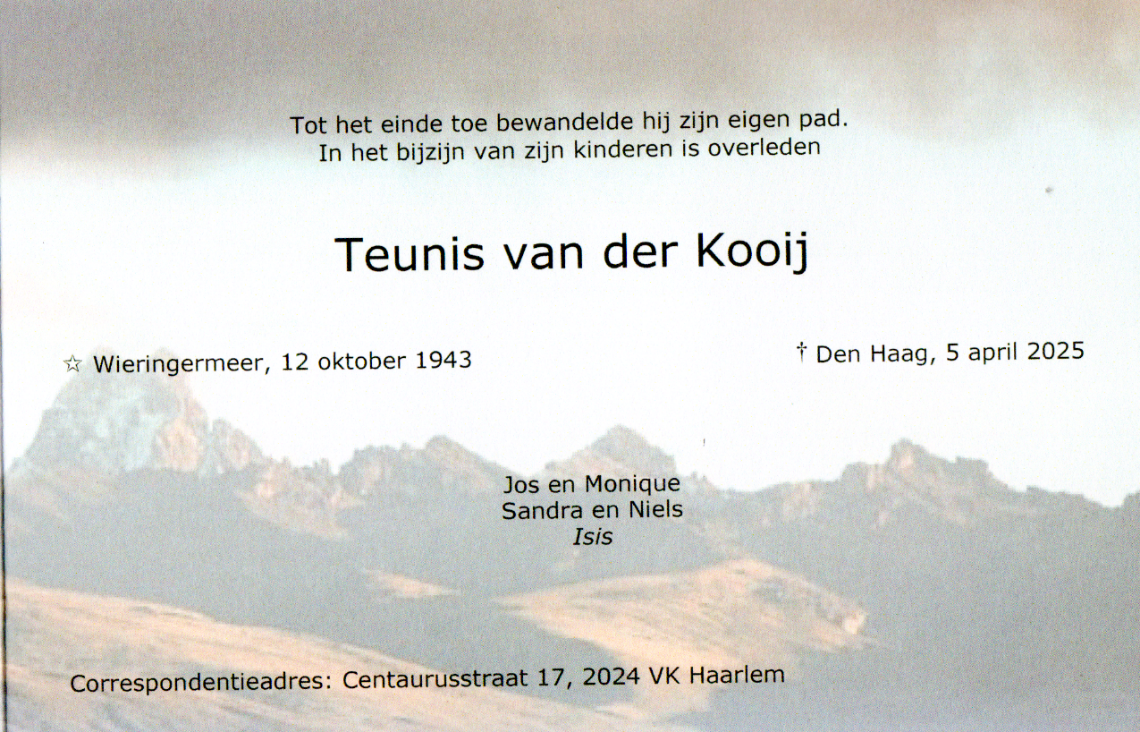 Tot het einde toe bewandelde hij zijn eigen pad.
In het bijzijn van zijn kinderen is overleden
Teunis van der Kooij
☆ Wieringermeer, 12 oktober 1943
† Den Haag, 5 april 2025
Jos en Monique
Sandra en Niels
Isis
Correspondentieadres: Centaurusstraat 17, 2024 VK Haarlem